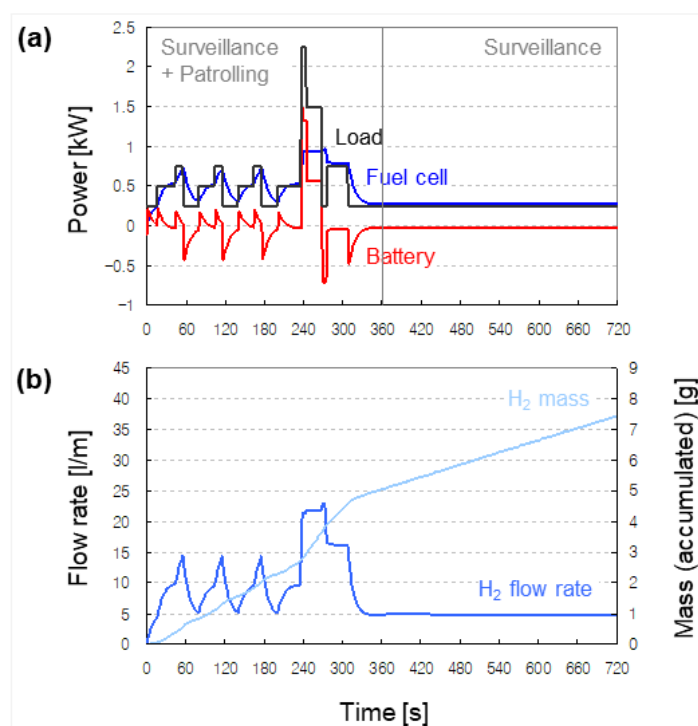 (a)
Power [kW]
2.5
2
1.5
1
0.5
0
-0.5
-1
Surveillance
+ Patrolling
Surveillance
Load
Fuel cell
Battery
0 60 120 180 240 300 360 420 480 540 600 660 720
(b)
Flow rate [l/m]
45
40
35
30
25
20
15
10
5
0
H₂ mass
H₂ flow rate
9
8
7
6
5
4
3
2
1
0
Mass (accumulated) [g]
0 60 120 180 240 300 360 420 480 540 600 660 720
Time [s]